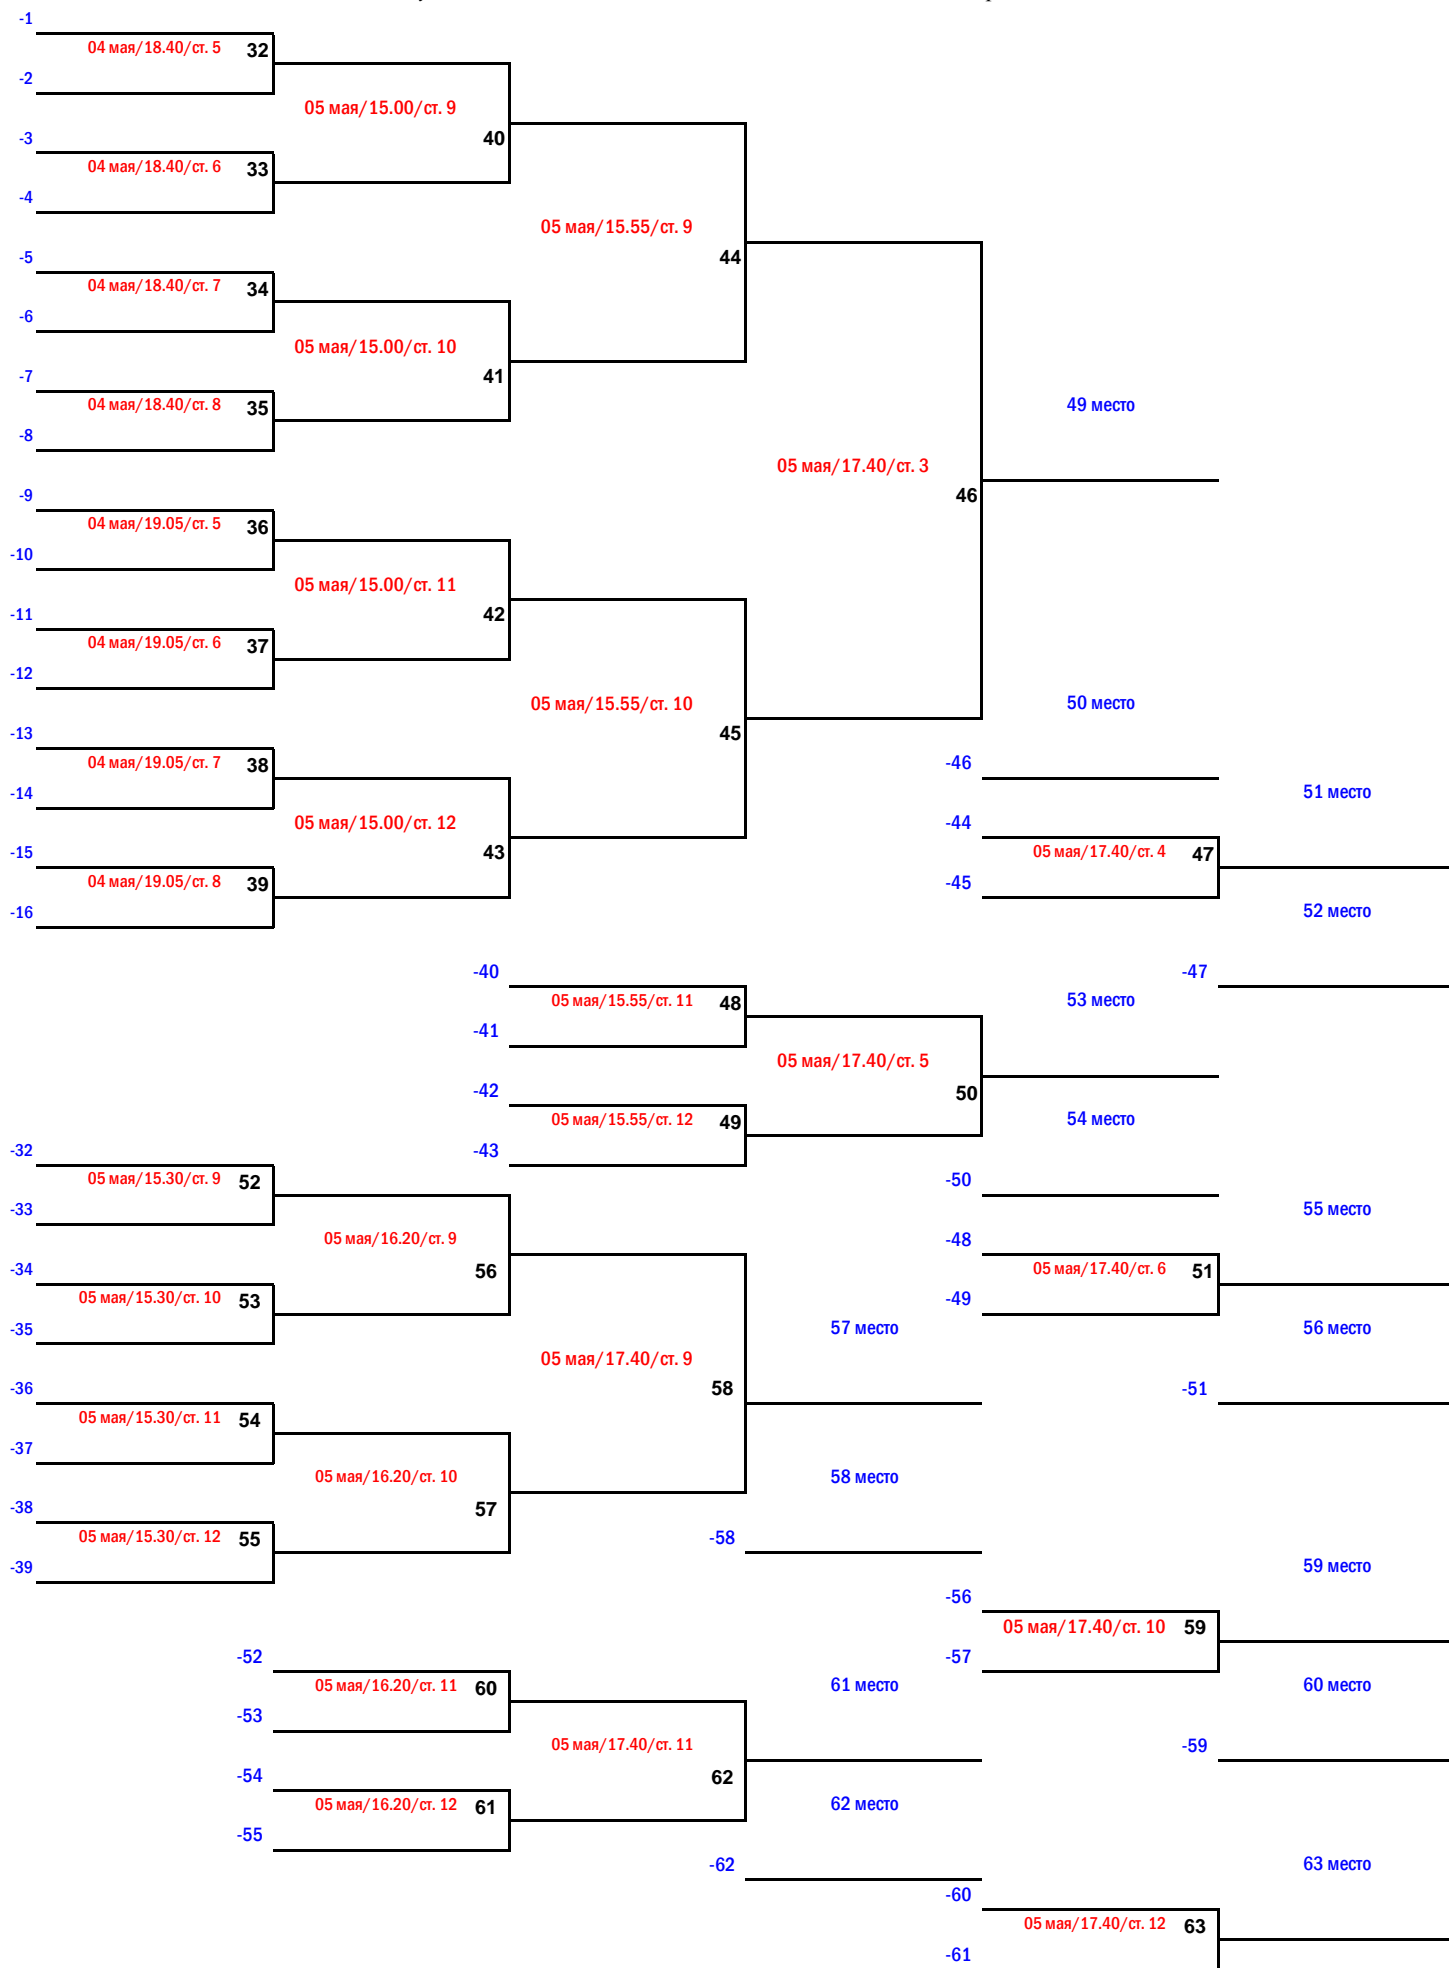 -1
04 мая/18.40/ст. 5 32
-2
05 мая/15.00/ст. 9
-3
40
04 мая/18.40/ст. 6 33
-4
05 мая/15.55/ст. 9
-5
44
04 мая/18.40/ст. 7 34
-6
05 мая/15.00/ст. 10
-7
41
04 мая/18.40/ст. 8 35
49 место
-8
05 мая/17.40/ст. 3
-9
46
04 мая/19.05/ст. 5 36
-10
05 мая/15.00/ст. 11
-11
42
04 мая/19.05/ст. 6 37
-12
05 мая/15.55/ст. 10
50 место
-13
45
04 мая/19.05/ст. 7 38
-46
-14
51 место
05 мая/15.00/ст. 12
-44
-15
43
05 мая/17.40/ст. 4 47
04 мая/19.05/ст. 8 39
-45
-16
52 место
-40
-47
05 мая/15.55/ст. 11 48
53 место
-41
05 мая/17.40/ст. 5
-42
50
05 мая/15.55/ст. 12 49
54 место
-32
-43
05 мая/15.30/ст. 9 52
-50
-33
55 место
05 мая/16.20/ст. 9
-48
-34
56
05 мая/17.40/ст. 6 51
05 мая/15.30/ст. 10 53
-49
-35
57 место
56 место
05 мая/17.40/ст. 9
-36
58
-51
05 мая/15.30/ст. 11 54
-37
05 мая/16.20/ст. 10
58 место
-38
57
05 мая/15.30/ст. 12 55
-58
-39
59 место
-56
05 мая/17.40/ст. 10 59
-52
-57
05 мая/16.20/ст. 11 60
61 место
60 место
-53
05 мая/17.40/ст. 11
-59
-54
62
05 мая/16.20/ст. 12 61
62 место
-55
-62
63 место
-60
05 мая/17.40/ст. 12 63
-61